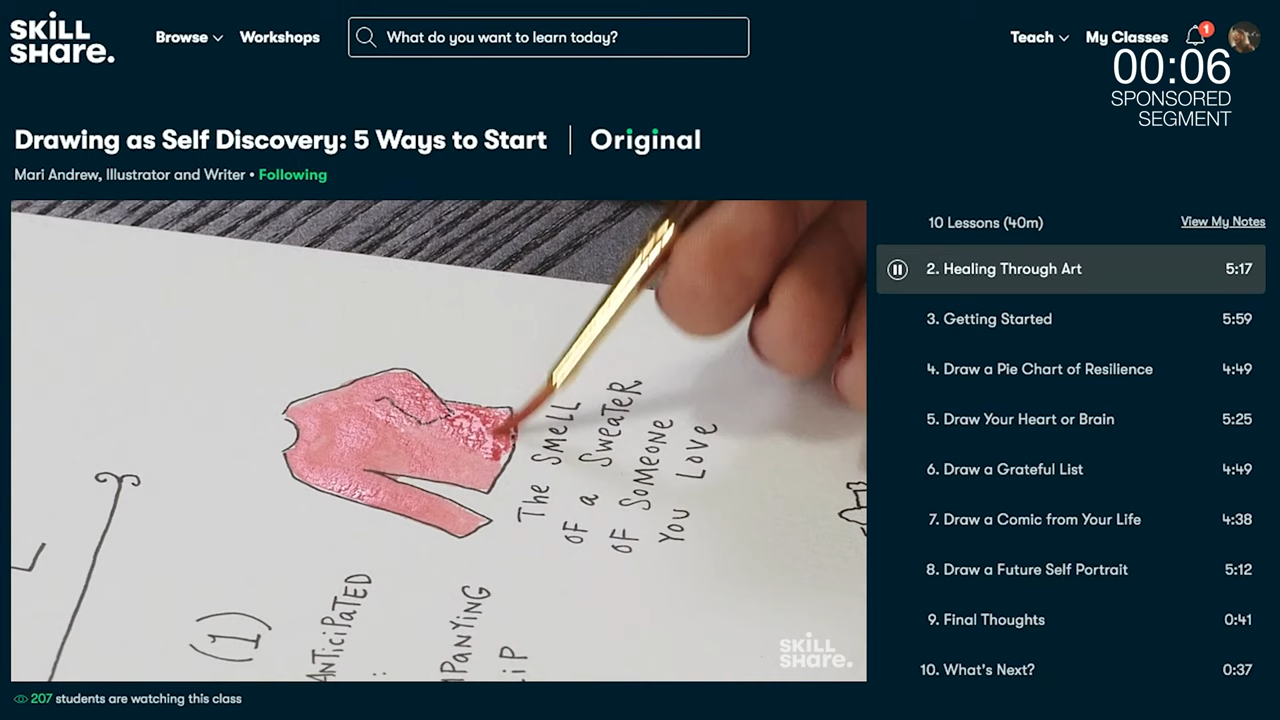 SKiLL
SHare.
Browse
Workshops
What do you want to learn today?
Teach
My Classes
1
00:06
SPONSORED
SEGMENT
Drawing as Self Discovery: 5 Ways to Start
Original
Mari Andrew, Illustrator and Writer • Following
10 Lessons (40m)
View My Notes
2. Healing Through Art
5:17
3. Getting Started
5:59
4. Draw a Pie Chart of Resilience
4:49
5. Draw Your Heart or Brain
5:25
6. Draw a Grateful List
4:49
7. Draw a Comic from Your Life
4:38
8. Draw a Future Self Portrait
5:12
9. Final Thoughts
0:41
10. What's Next?
0:37
The SMeLL
OF a SweaTeR
OF SoMeoNe
You LoVe
(1)
ANTiCiPaTeD
SKiLL
SHare.
207 students are watching this class